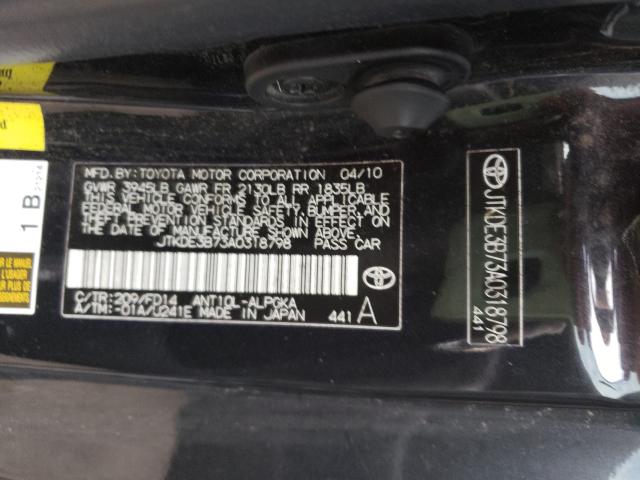 MFD.BY:TOYOTA MOTOR CORPORATION 04/10
GVWR 3945LB GAWR FR 2130LB RR 1835LB
THIS VEHICLE CONFORMS TO ALL APPLICABLE
FEDERAL MOTOR VEHICLE SAFETY, BUMPER, AND
THEFT PREVENTION STANDARDS IN EFFECT ON
THE DATE OF MANUFACTURE SHOWN ABOVE.
JTKDE3B73A0318798 PASS CAR
C/TR:209/FD14 ANT10L-ALPGKA
A/TM:-01A/U241E MADE IN JAPAN 441 A
JTKDE3B73A0318798
441
1 B